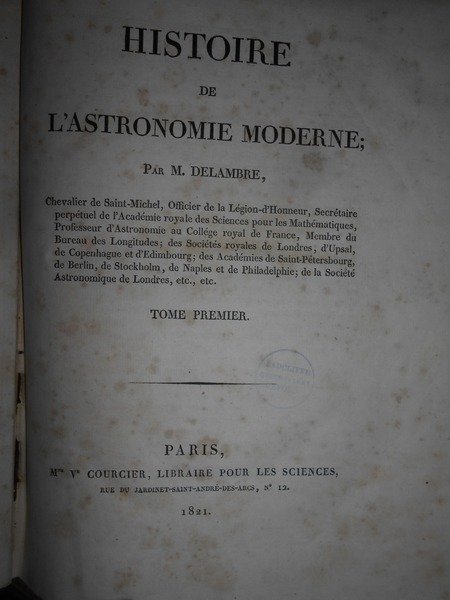 HISTOIRE
DE
L'ASTRONOMIE MODERNE;
PAR M. DELAMBRE,
Chevalier de Saint-Michel, Officier de la Légion-d'Honneur, Secrétaire
perpétuel de l'Académie royale des Sciences pour les Mathématiques,
Professeur d'Astronomie au Collége royal de France, Membre du
Bureau des Longitudes; des Sociétés royales de Londres, d'Upsal,
de Copenhague et d'Edimbourg; des Académies de Saint-Pétersbourg,
de Berlin, de Stockholm, de Naples et de Philadelphie; de la Société
Astronomique de Londres, etc., etc.
TOME PREMIER.
RADCLIFFE
PARIS,
Mme Ve COURCIER, LIBRAIRE POUR LES SCIENCES,
RUE DU JARDINET-SAINT-ANDRÉ-DES-ARCS, N° 12.
1821.